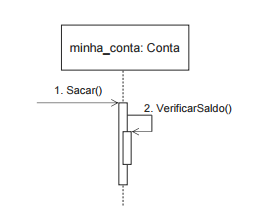 minha_conta: Conta
1. Sacar()
2. VerificarSaldo()